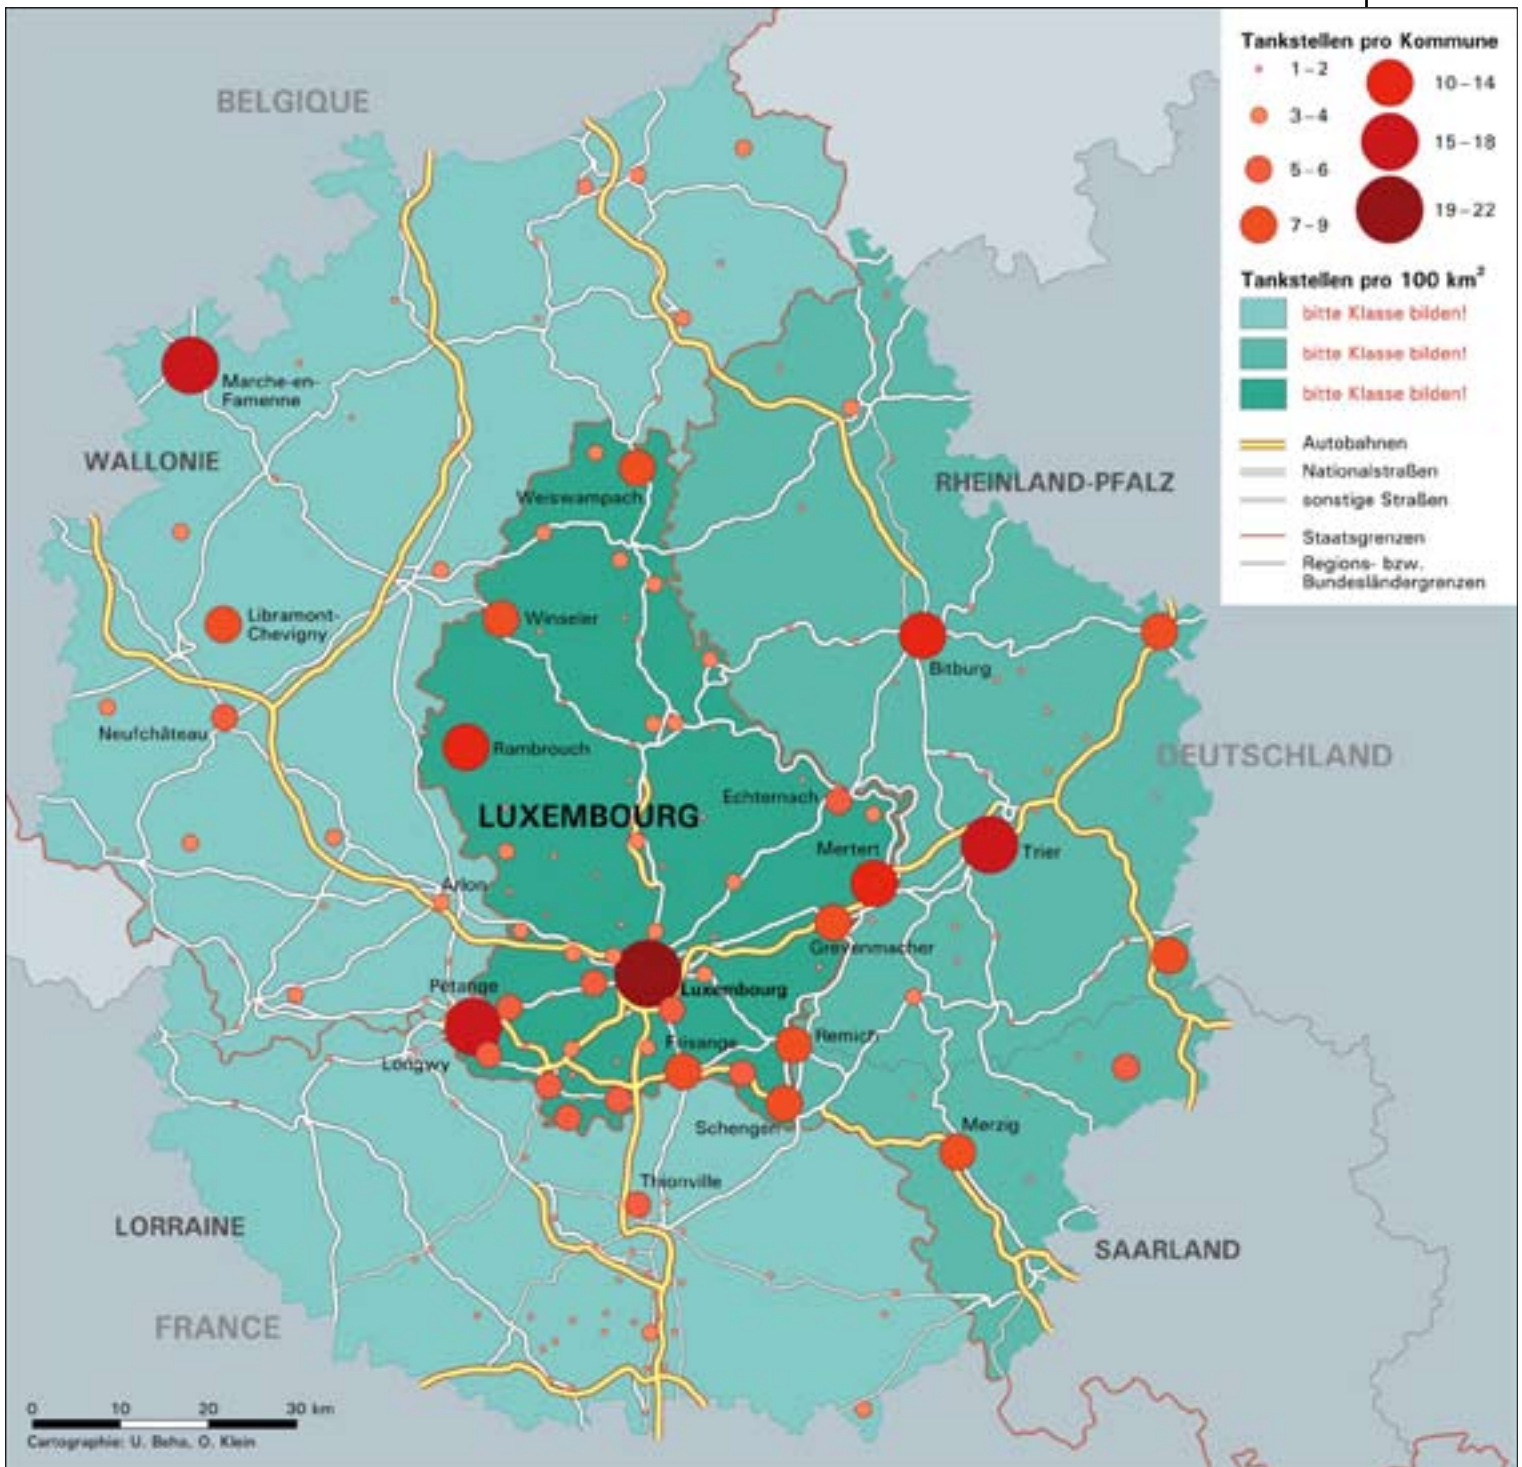 Tankstellen pro Kommune
1–2
10–14
3–4
15–18
5–6
19–22
7–9
Tankstellen pro 100 km²
bitte Klasse bilden!
bitte Klasse bilden!
bitte Klasse bilden!
Autobahnen
Nationalstraßen
sonstige Straßen
Staatsgrenzen
Regions- bzw.
Bundesländergrenzen
BELGIQUE
Marche-en-
Famenne
WALLONIE
RHEINLAND-PFALZ
Weiswampach
Libramont-
Chevigny
Winseler
Bitburg
Neufchâteau
Rambrouch
DEUTSCHLAND
Echternach
LUXEMBOURG
Mertert
Trier
Arlon
Grevenmacher
Pétange
Luxembourg
Remich
Frisange
Longwy
Schengen
Merzig
Thionville
LORRAINE
SAARLAND
FRANCE
0 10 20 30 km
Cartographie: U. Beha, O. Klein